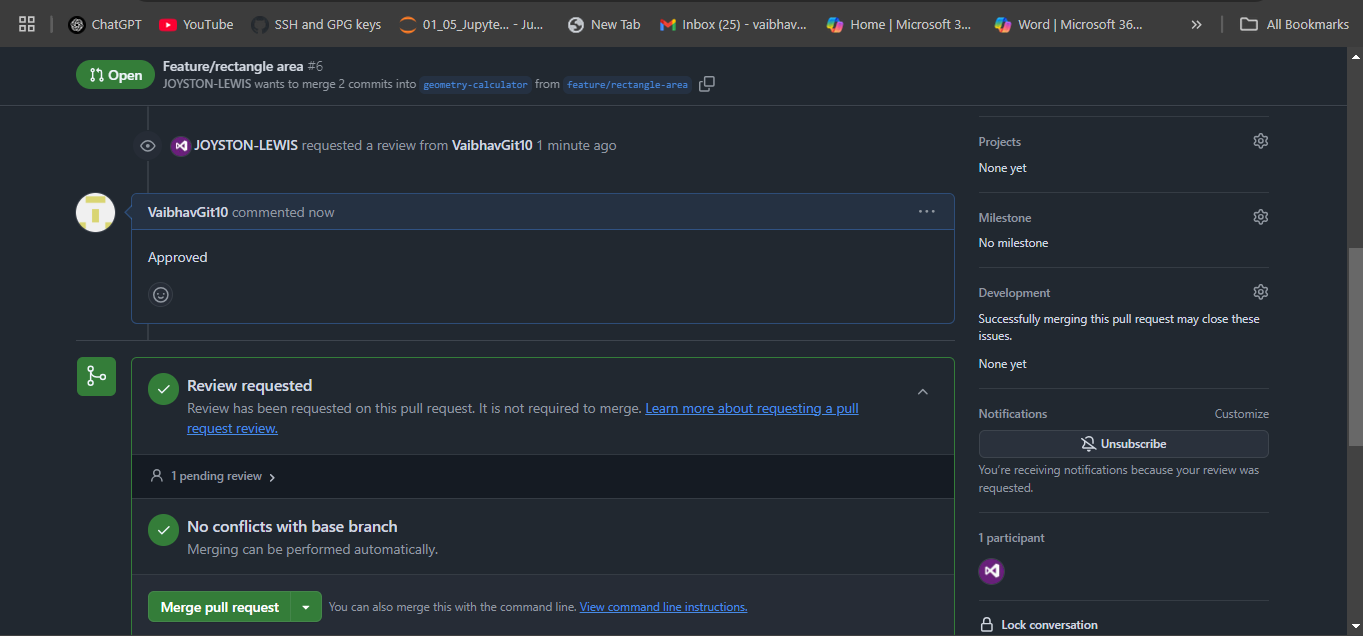 ChatGPT YouTube SSH and GPG keys 01_05_Jupyte... - Ju... New Tab Inbox (25) - vaibhav... Home | Microsoft 3... Word | Microsoft 36... » All Bookmarks
Open
Feature/rectangle area #6
JOYSTON-LEWIS wants to merge 2 commits into geometry-calculator from feature/rectangle-area
JOYSTON-LEWIS requested a review from VaibhavGit10 1 minute ago
VaibhavGit10 commented now
Approved
Review requested
Review has been requested on this pull request. It is not required to merge. Learn more about requesting a pull
request review.
1 pending review
No conflicts with base branch
Merging can be performed automatically.
Merge pull request
You can also merge this with the command line. View command line instructions.
Projects
None yet
Milestone
No milestone
Development
Successfully merging this pull request may close these
issues.
None yet
Notifications Customize
Unsubscribe
You're receiving notifications because your review was
requested.
1 participant
Lock conversation